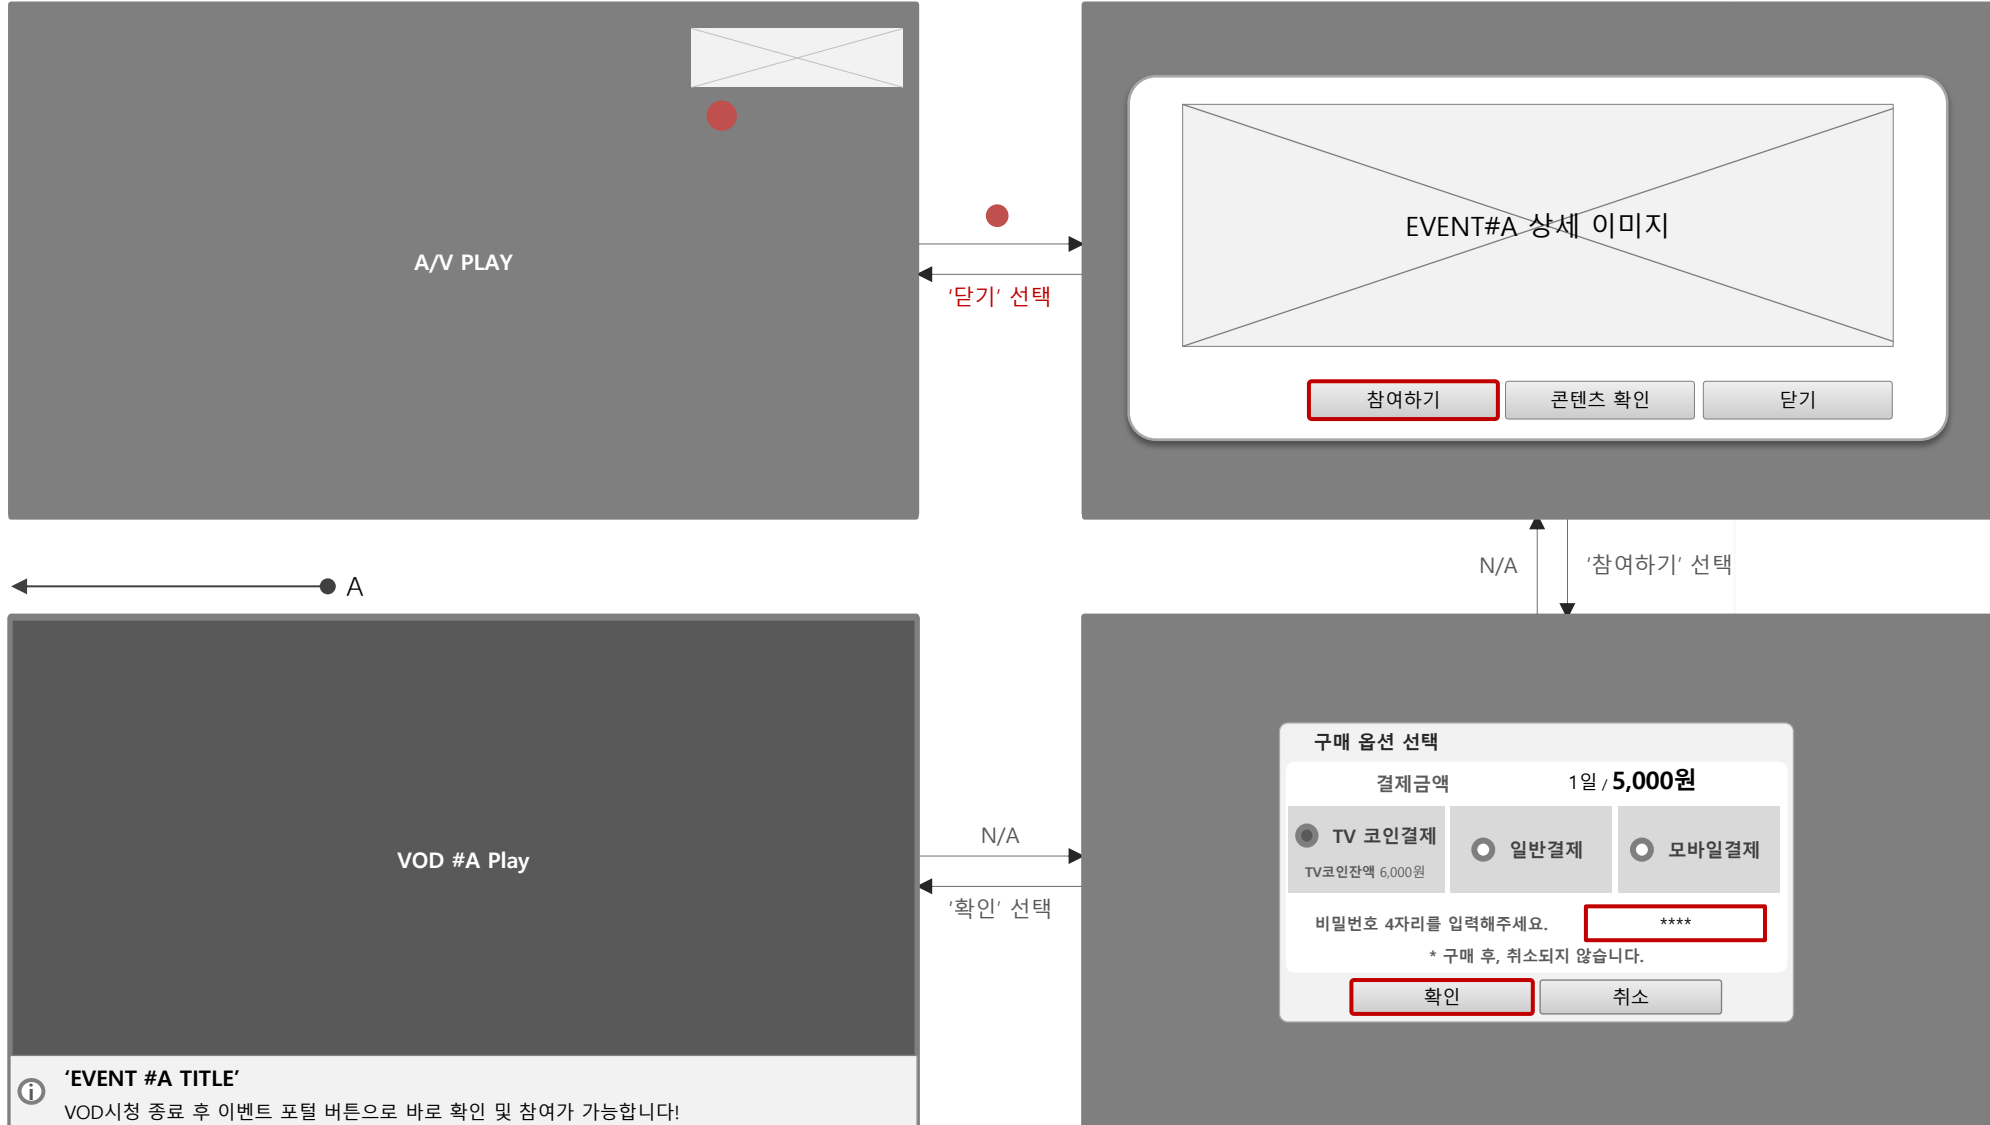 A/V PLAY
'닫기' 선택
EVENT#A 상세 이미지
참여하기
콘텐츠 확인
닫기
N/A
'참여하기' 선택
A
VOD #A Play
N/A
'확인' 선택
구매 옵션 선택
결제금액
1일 / 5,000원
TV 코인결제
TV코인잔액 6,000원
일반결제
모바일결제
비밀번호 4자리를 입력해주세요.
****
* 구매 후, 취소되지 않습니다.
확인
취소
'EVENT #A TITLE'
VOD시청 종료 후 이벤트 포털 버튼으로 바로 확인 및 참여가 가능합니다!